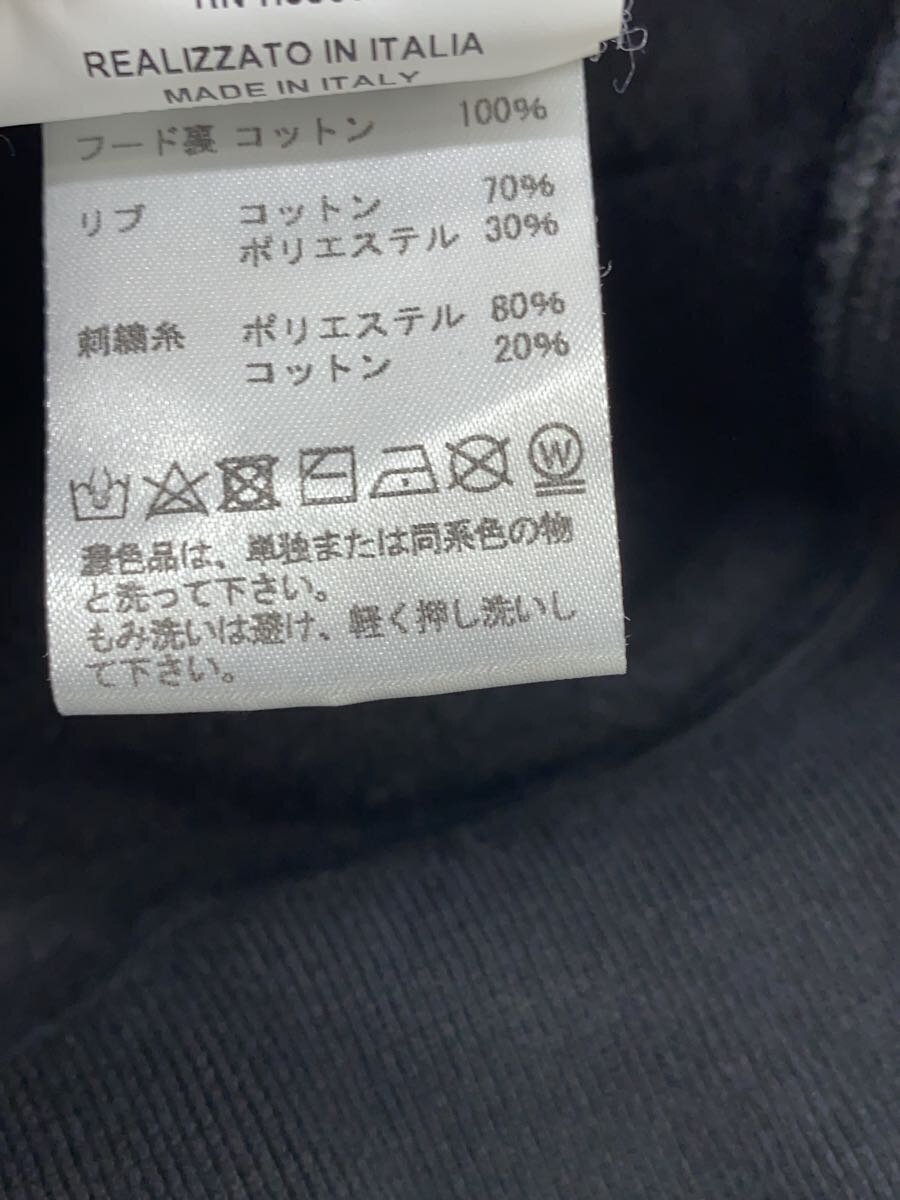 REALIZZATO IN ITALIA
MADE IN ITALY
フード裏 コットン 100%
リブ コットン 70%
ポリエステル 30%
刺繍糸 ポリエステル 80%
コットン 20%
W
濃色品は、単独または同系色の物
と洗って下さい。
もみ洗いは避け、軽く押し洗いし
て下さい。